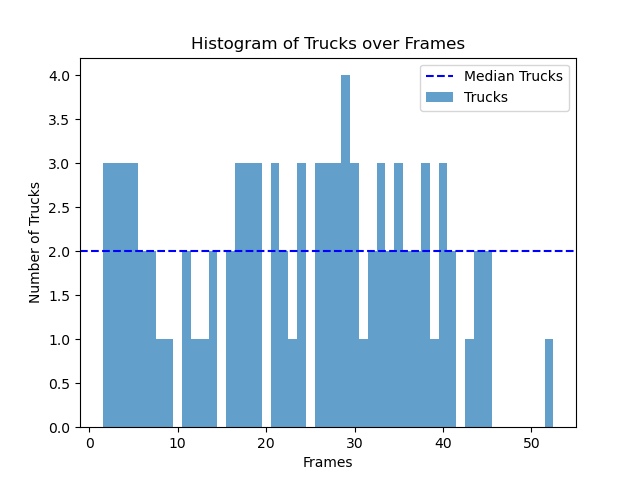 Histogram of Trucks over Frames
Median Trucks
Trucks
4.0
3.5
3.0
2.5
2.0
1.5
1.0
0.5
0.0
Number of Trucks
0 10 20 30 40 50
Frames